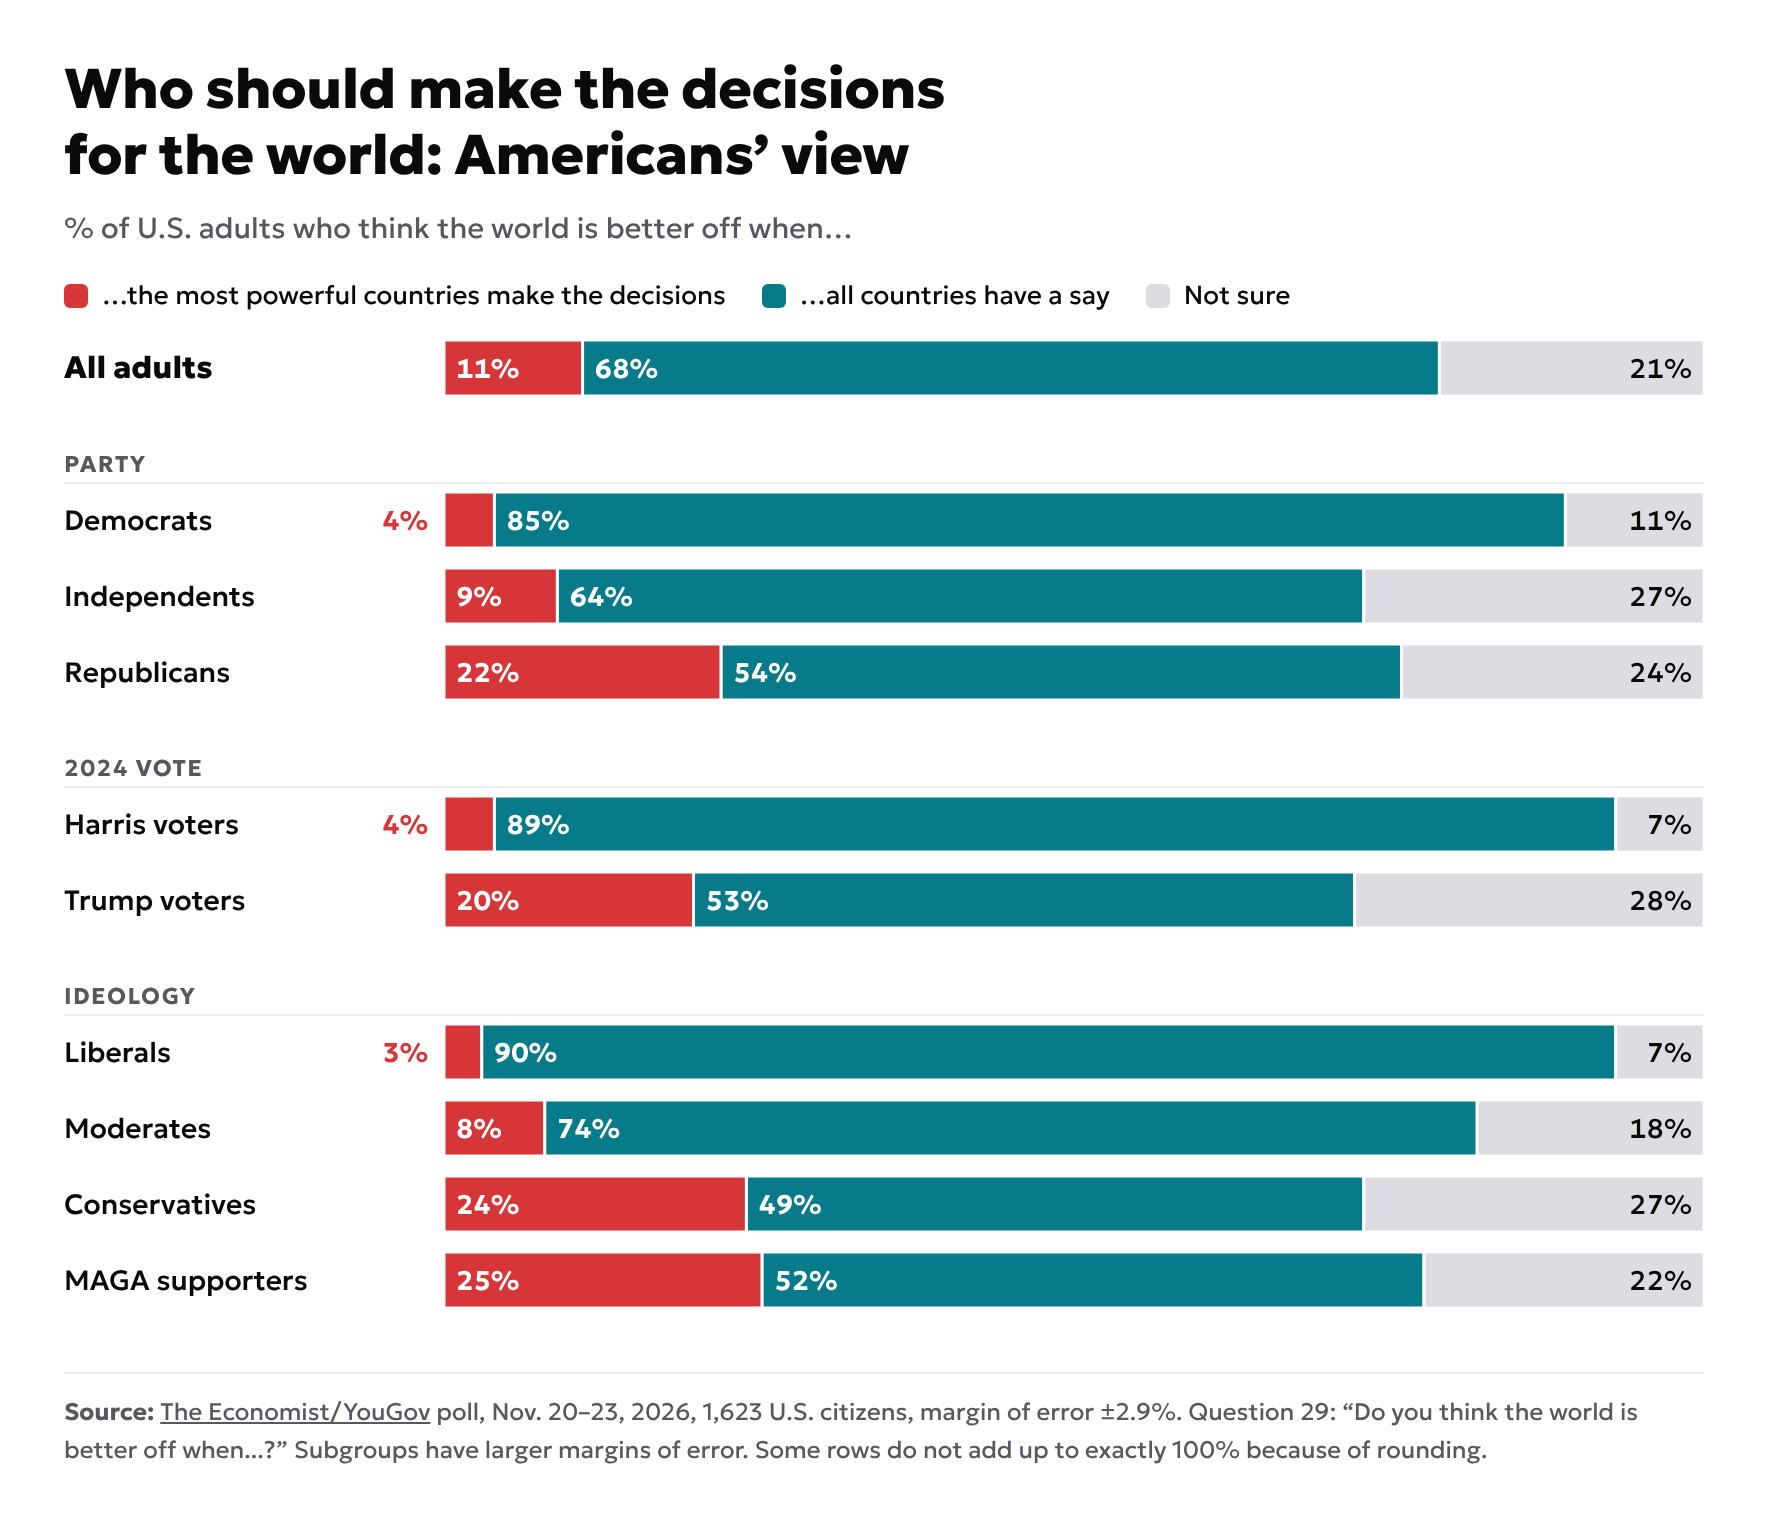 Who should make the decisions
for the world: Americans’ view
% of U.S. adults who think the world is better off when…
…the most powerful countries make the decisions …all countries have a say Not sure
All adults 11% 68% 21%
PARTY
Democrats 4% 85% 11%
Independents 9% 64% 27%
Republicans 22% 54% 24%
2024 VOTE
Harris voters 4% 89% 7%
Trump voters 20% 53% 28%
IDEOLOGY
Liberals 3% 90% 7%
Moderates 8% 74% 18%
Conservatives 24% 49% 27%
MAGA supporters 25% 52% 22%
Source: The Economist/YouGov poll, Nov. 20–23, 2026, 1,623 U.S. citizens, margin of error ±2.9%. Question 29: “Do you think the world is
better off when...?” Subgroups have larger margins of error. Some rows do not add up to exactly 100% because of rounding.